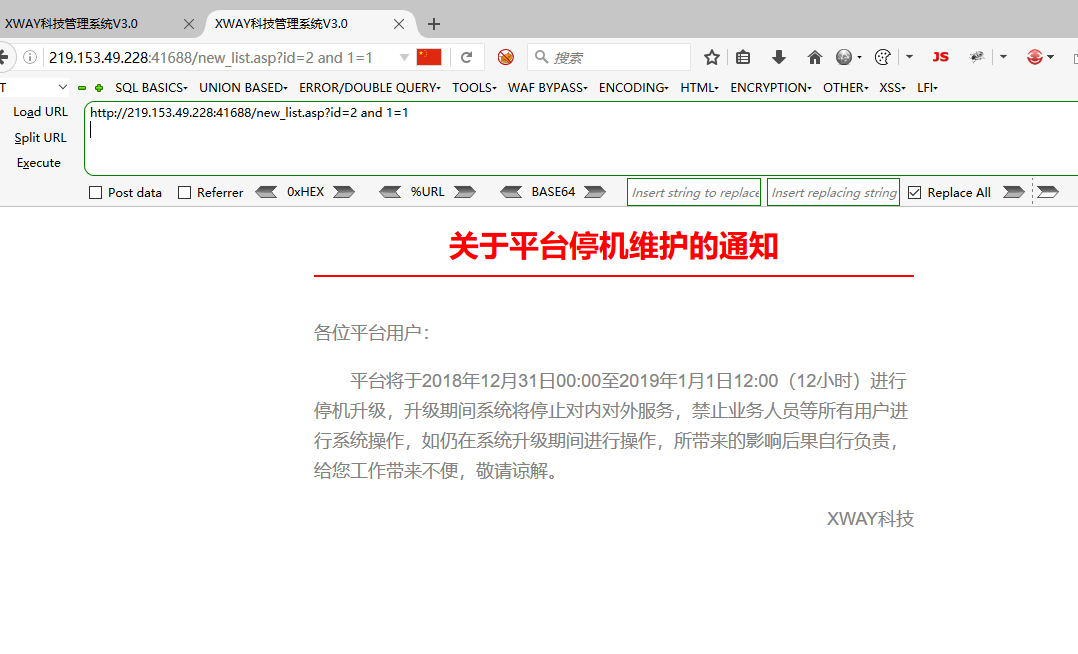 XWAY科技管理系统V3.0
XWAY科技管理系统V3.0
219.153.49.228:41688/new_list.asp?id=2 and 1=1
搜索
JS
T
SQL BASICS
UNION BASED
ERROR/DOUBLE QUERY
TOOLS
WAF BYPASS
ENCODING
HTML
ENCRYPTION
OTHER
XSS
LFI
Load URL
http://219.153.49.228:41688/new_list.asp?id=2 and 1=1
Split URL
Execute
Post data
Referrer
0xHEX
%URL
BASE64
Insert string to replace
Insert replacing string
Replace All
关于平台停机维护的通知
各位平台用户：
平台将于2018年12月31日00:00至2019年1月1日12:00（12小时）进行
停机升级，升级期间系统将停止对内对外服务，禁止业务人员等所有用户进
行系统操作，如仍在系统升级期间进行操作，所带来的影响后果自行负责，
给您工作带来不便，敬请谅解。
XWAY科技